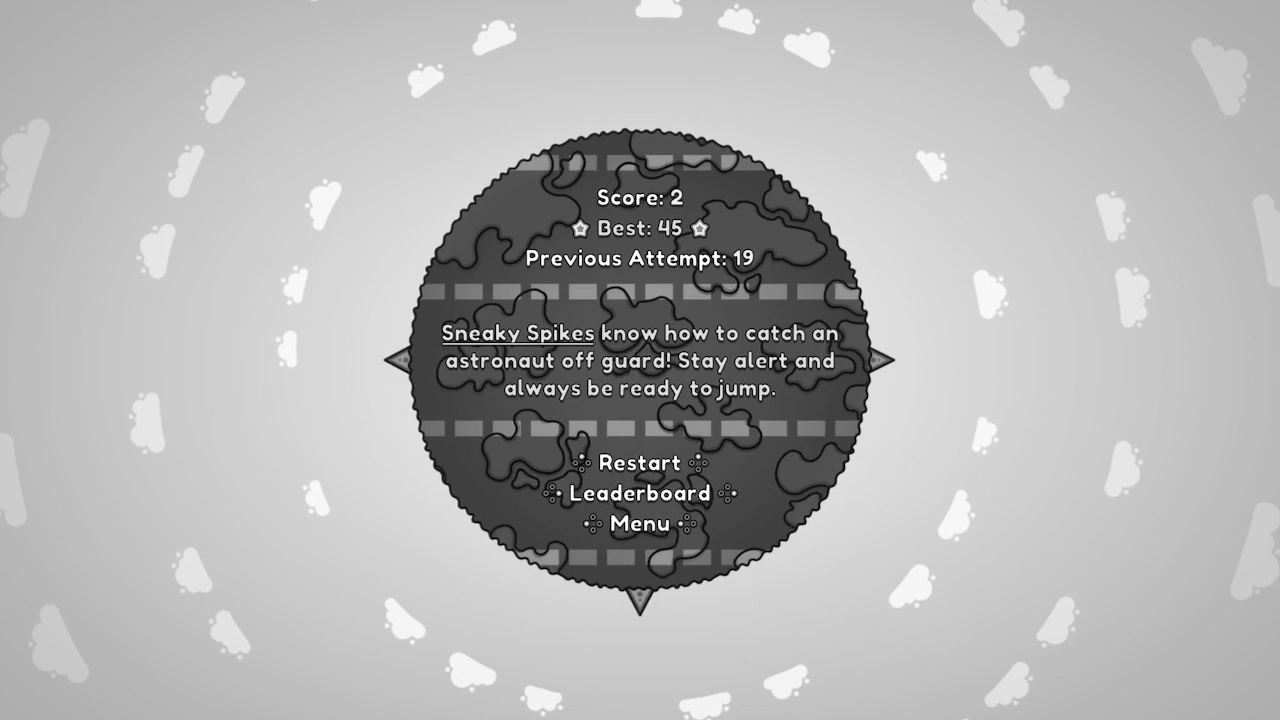 Score: 2
Best: 45
Previous Attempt: 19
Sneaky Spikes know how to catch an
astronaut off guard! Stay alert and
always be ready to jump.
Restart
Leaderboard
Menu